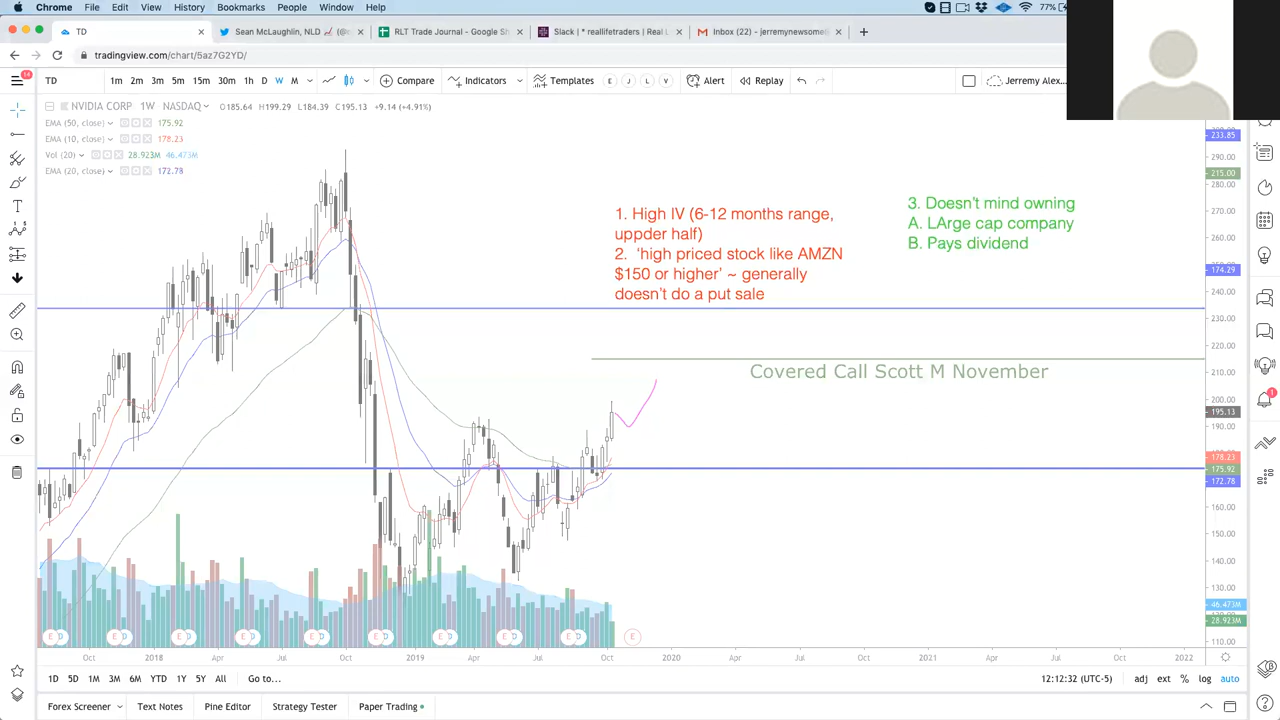 Chrome File Edit View History Bookmarks People Window Help 77%
TD Sean McLaughlin, NLD RLT Trade Journal - Google Sh Slack | * reallifetraders | Real L Inbox (22) - jerremynewsome@
tradingview.com/chart/5az7G2YD/
14
TD 1m 2m 3m 5m 15m 30m 1h D W M Compare Indicators Templates E J L V Alert Replay Jerremy Alex...
NVIDIA CORP 1W NASDAQ O185.64 H199.29 L184.39 C195.13 +9.14 (+4.91%)
EMA (50, close) 175.92
EMA (10, close) 178.23
Vol (20) 28.923M 46.473M
EMA (20, close) 172.78
1. High IV (6-12 months range,
uppder half)
2. ‘high priced stock like AMZN
$150 or higher’ ~ generally
doesn’t do a put sale
3. Doesn’t mind owning
A. LArge cap company
B. Pays dividend
Covered Call Scott M November
233.85
290.00
280.00
215.00
270.00
260.00
250.00
174.29
240.00
230.00
220.00
210.00
200.00
195.13
190.00
178.23
175.92
172.78
160.00
150.00
140.00
130.00
46.473M
28.923M
110.00
1
E D E D E D E D E D E D E D E D E D E
Oct 2018 Apr Jul Oct 2019 Apr Jul Oct 2020 Apr Jul Oct 2021 Apr Jul Oct 2022
1D 5D 1M 3M 6M YTD 1Y 5Y All Go to... 12:12:32 (UTC-5) adj ext % log auto
Forex Screener Text Notes Pine Editor Strategy Tester Paper Trading